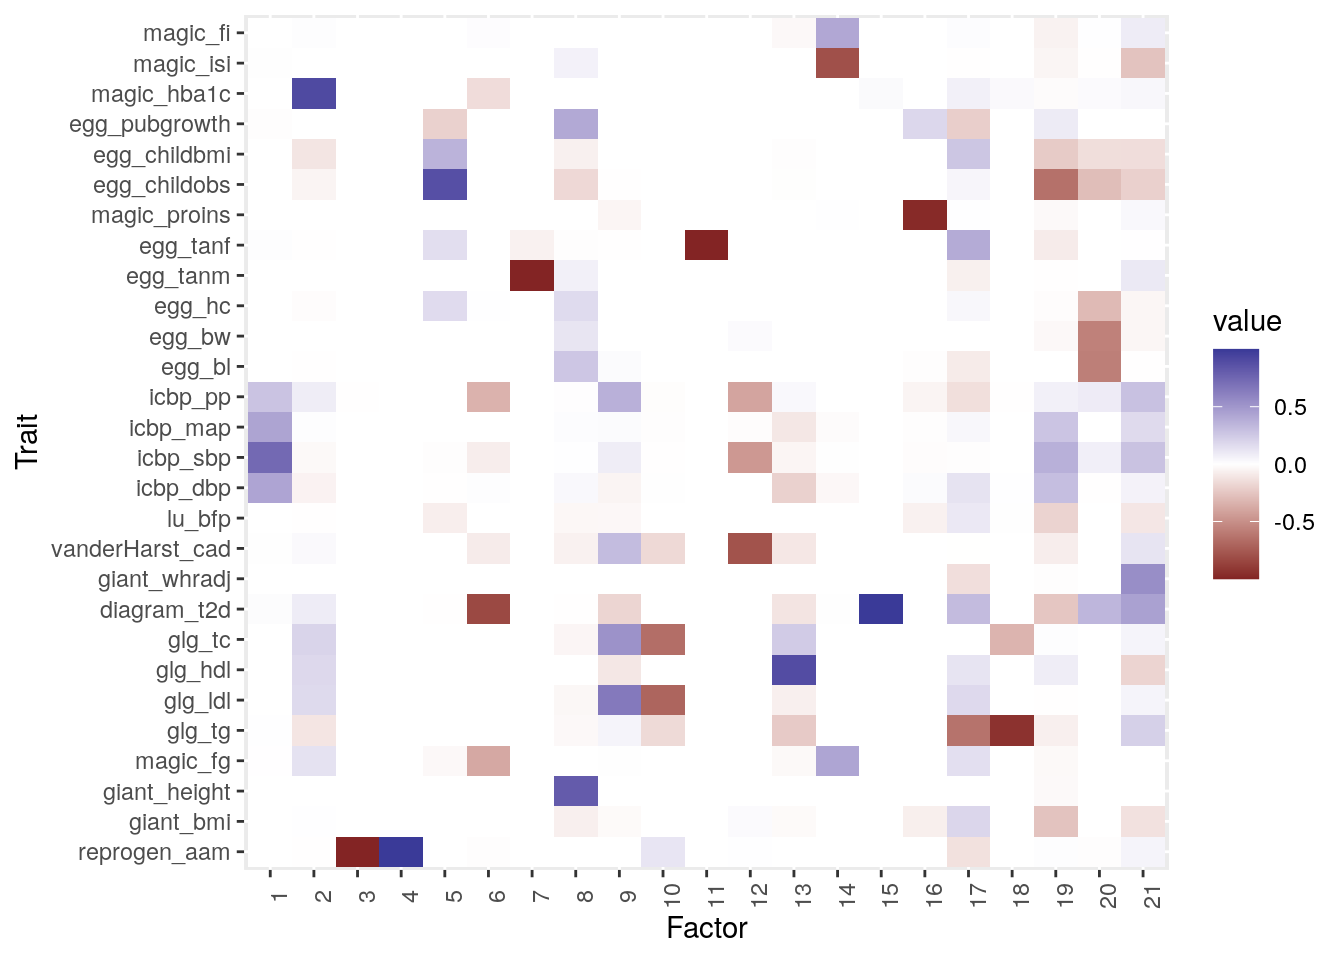 magic_fi
magic_isi
magic_hba1c
egg_pubgrowth
egg_childbmi
egg_childobs
magic_proins
egg_tanf
egg_tanm
egg_hc
egg_bw
egg_bl
icbp_pp
icbp_map
icbp_sbp
icbp_dbp
lu_bfp
vanderHarst_cad
giant_whradj
diagram_t2d
glg_tc
glg_hdl
glg_ldl
glg_tg
magic_fg
giant_height
giant_bmi
reprogen_aam
Trait
1 2 3 4 5 6 7 8 9 10 11 12 13 14 15 16 17 18 19 20 21
Factor
value
0.5
0.0
-0.5